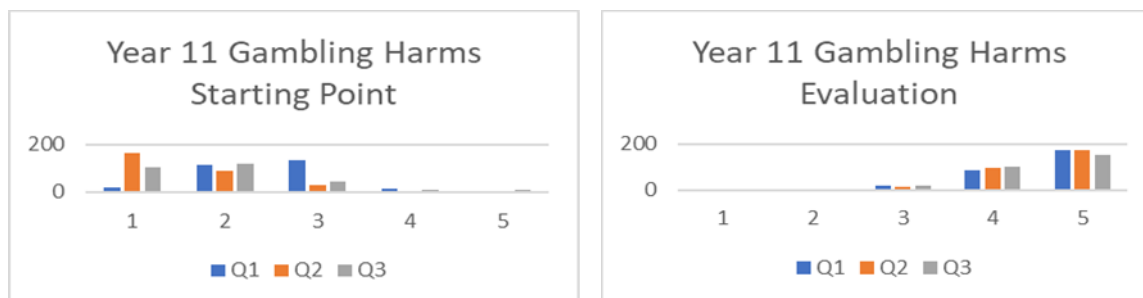 Year 11 Gambling Harms
Starting Point
200
0
1 2 3 4 5
Q1 Q2 Q3
Year 11 Gambling Harms
Evaluation
200
0
1 2 3 4 5
Q1 Q2 Q3